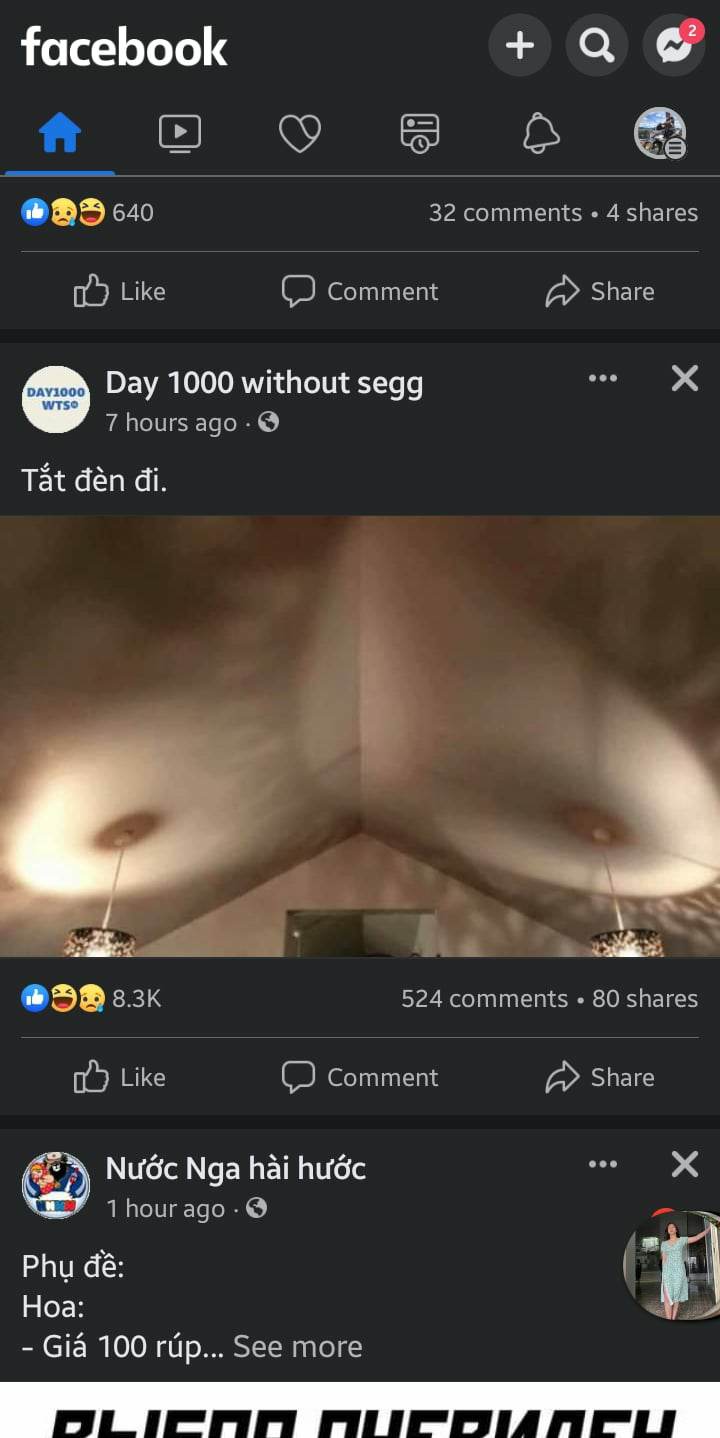 facebook
2
640
32 comments • 4 shares
Like
Comment
Share
DAY1000
WTS
Day 1000 without segg
7 hours ago ·
Tắt đèn đi.
8.3K
524 comments • 80 shares
Like
Comment
Share
Nước Nga hài hước
1 hour ago ·
Phụ đề:
Hoa:
- Giá 100 rúp... See more